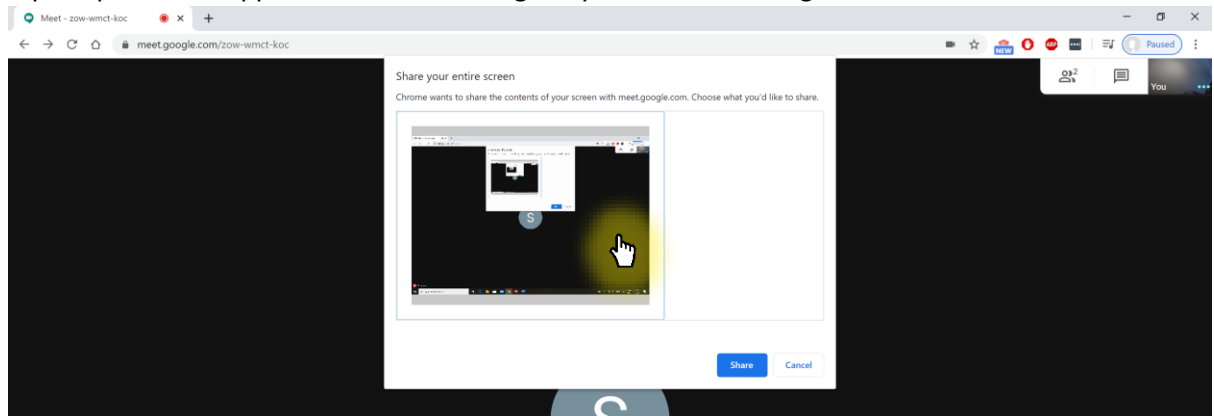 Meet - zow-wmct-koc
meet.google.com/zow-wmct-koc
NEW
ABP
Paused
Share your entire screen
Chrome wants to share the contents of your screen with meet.google.com. Choose what you'd like to share.
2
You
S
Share
Cancel
S